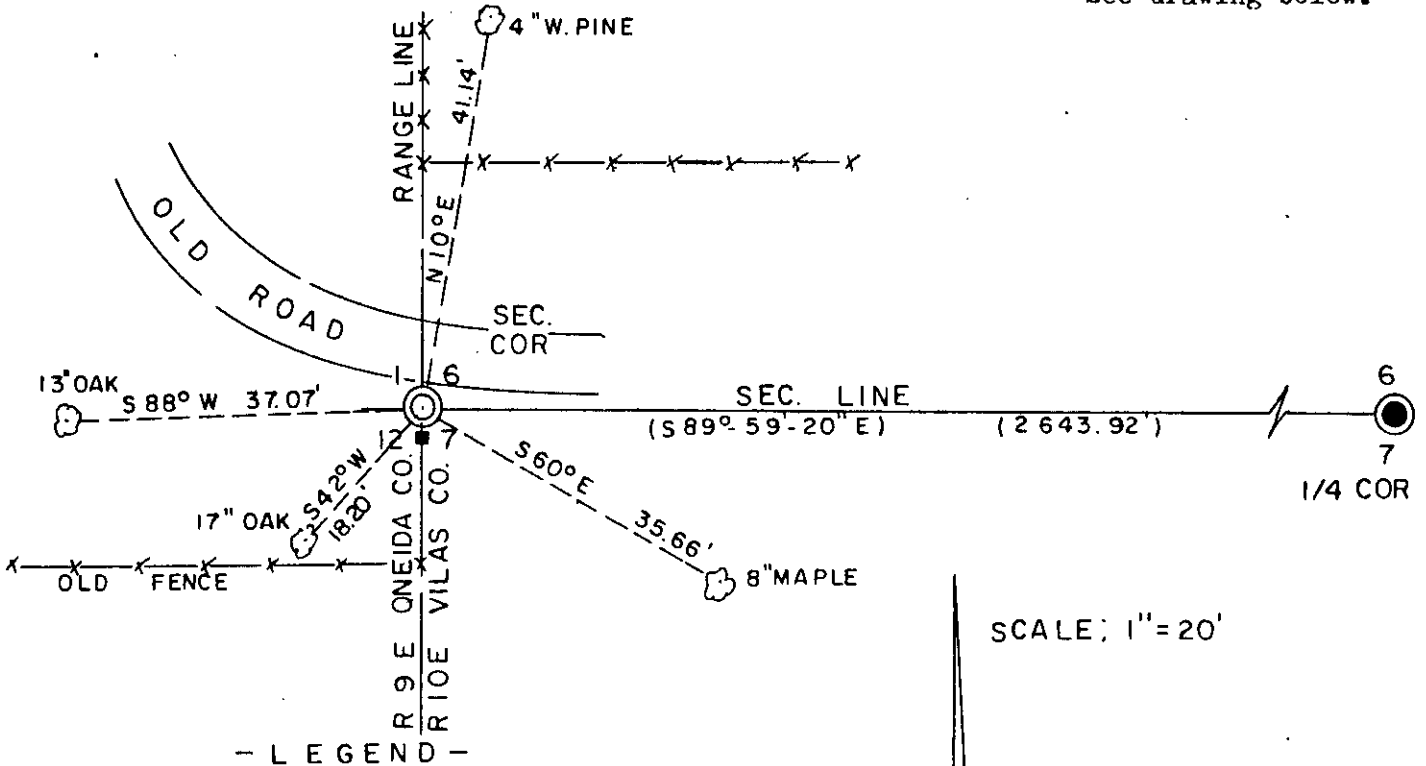 See drawing below.
4" W. PINE
RANGE LINE
41.14'
N 10° E
OLD ROAD
SEC.
COR
13" OAK
S 88° W 37.07'
1 6
12 7
SEC. LINE
(S 89°-59'-20" E) (2643.92')
6
7
1/4 COR
S 42° W
18.20'
17" OAK
S 60° E
35.66'
8" MAPLE
OLD FENCE
R 9 E ONEIDA CO.
R 10E VILAS CO.
SCALE; 1"=20'
- LEGEND -